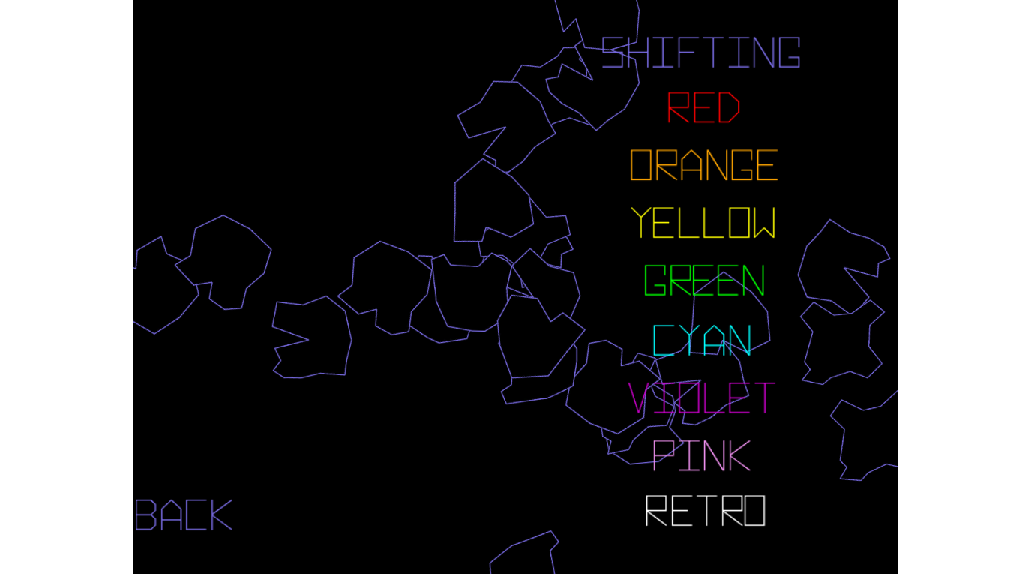 SHIFTING
RED
ORANGE
YELLOW
GREEN
CYAN
VIOLET
PINK
RETRO
BACK